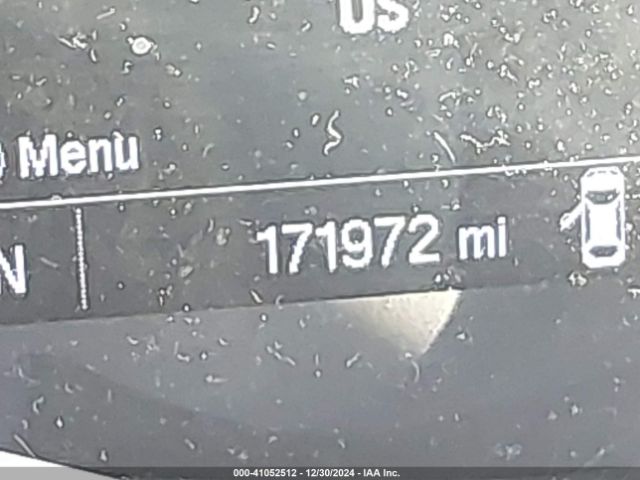 US
Menu
N
171972 mi
000-41052512 - 12/30/2024 - IAA Inc.